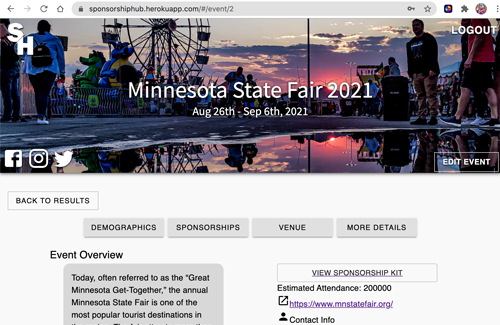 sponsorshiphub.herokuapp.com/#/event/2
SH
LOGOUT
Minnesota State Fair 2021
Aug 26th - Sep 6th, 2021
EDIT EVENT
BACK TO RESULTS
DEMOGRAPHICS
SPONSORSHIPS
VENUE
MORE DETAILS
Event Overview
Today, often referred to as the “Great
Minnesota Get-Together,” the annual
Minnesota State Fair is one of the
most popular tourist destinations in
VIEW SPONSORSHIP KIT
Estimated Attendance: 200000
https://www.mnstatefair.org/
Contact Info